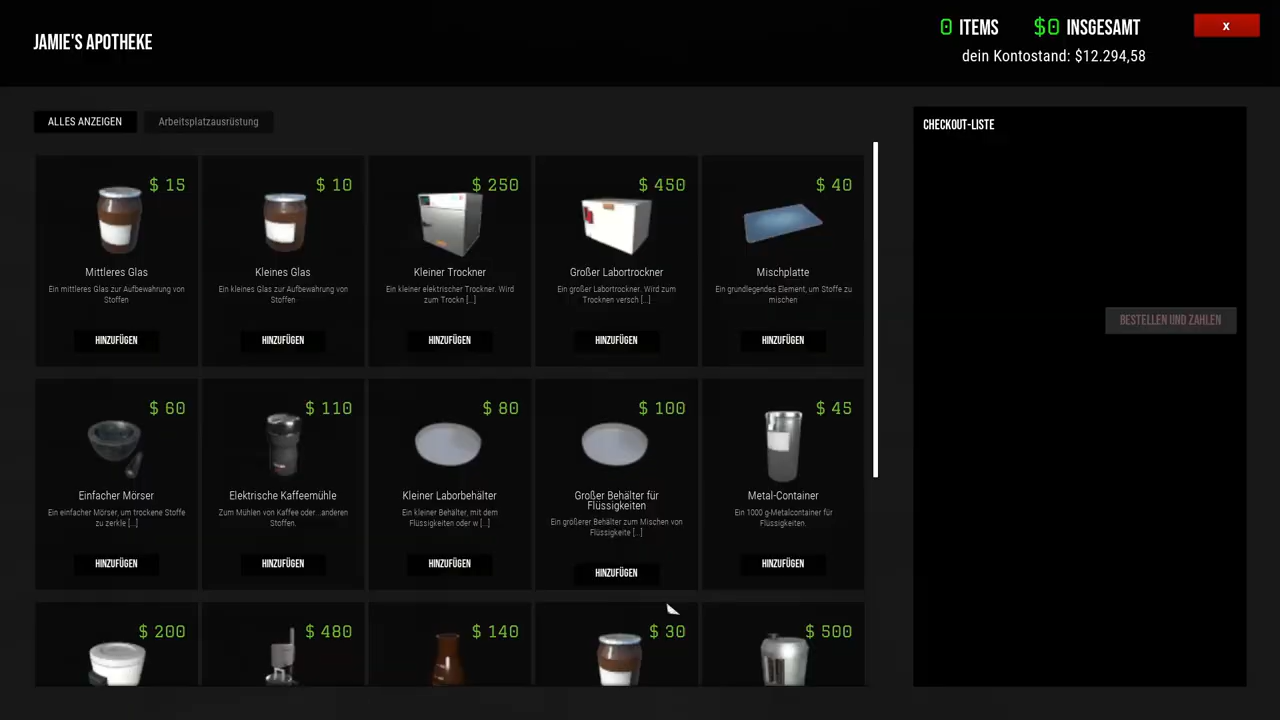 JAMIE'S APOTHEKE
0 ITEMS $0 INSGESAMT
x
dein Kontostand: $12.294,58
ALLES ANZEIGEN
Arbeitsplatzausrüstung
CHECKOUT-LISTE
BESTELLEN UND ZAHLEN
$ 15
Mittleres Glas
Ein mittleres Glas zur Aufbewahrung von
Stoffen
HINZUFÜGEN
$ 10
Kleines Glas
Ein kleines Glas zur Aufbewahrung von
Stoffen
HINZUFÜGEN
$ 250
Kleiner Trockner
Ein kleiner elektrischer Trockner. Wird
zum Trockn [...]
HINZUFÜGEN
$ 450
Großer Labortrockner
Ein großer Labortrockner. Wird zum
Trocknen versch [...]
HINZUFÜGEN
$ 40
Mischplatte
Ein grundlegendes Element, um Stoffe zu
mischen
HINZUFÜGEN
$ 60
Einfacher Mörser
Ein einfacher Mörser, um trockene Stoffe
zu zerkle [...]
HINZUFÜGEN
$ 110
Elektrische Kaffeemühle
Zum Mühlen von Kaffee oder...anderen
Stoffen.
HINZUFÜGEN
$ 80
Kleiner Laborbehälter
Ein kleiner Behälter, mit dem
Flüssigkeiten oder w [...]
HINZUFÜGEN
$ 100
Großer Behälter für
Flüssigkeiten
Ein größerer Behälter zum Mischen von
Flüssigkeite [...]
HINZUFÜGEN
$ 45
Metal-Container
Ein 1000 g-Metalcontainer für
Flüssigkeiten.
HINZUFÜGEN
$ 200
$ 480
$ 140
$ 30
$ 500